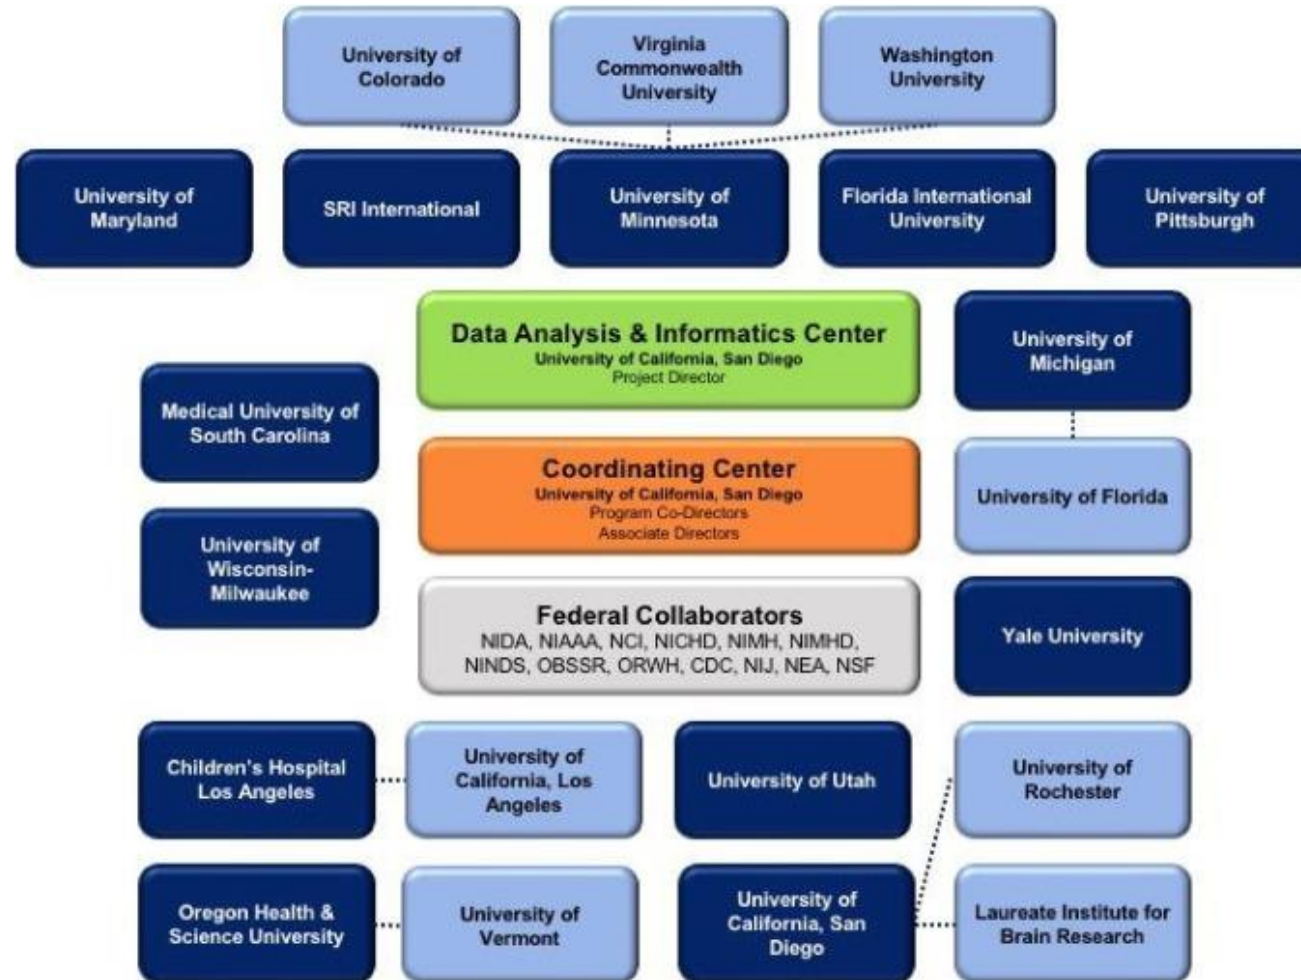 University of
Colorado
Virginia
Commonwealth
University
Washington
University
University of
Maryland
SRI International
University of
Minnesota
Florida International
University
University of
Pittsburgh
Data Analysis & Informatics Center
University of California, San Diego
Project Director
University of
Michigan
Medical University of
South Carolina
Coordinating Center
University of California, San Diego
Program Co-Directors
Associate Directors
University of Florida
University of
Wisconsin-
Milwaukee
Federal Collaborators
NIDA, NIAAA, NCI, NICHD, NIMH, NIMHD,
NINDS, OBSSR, ORWH, CDC, NIJ, NEA, NSF
Yale University
Children's Hospital
Los Angeles
University of
California, Los
Angeles
University of Utah
University of
Rochester
Oregon Health &
Science University
University of
Vermont
University of
California, San
Diego
Laureate Institute for
Brain Research